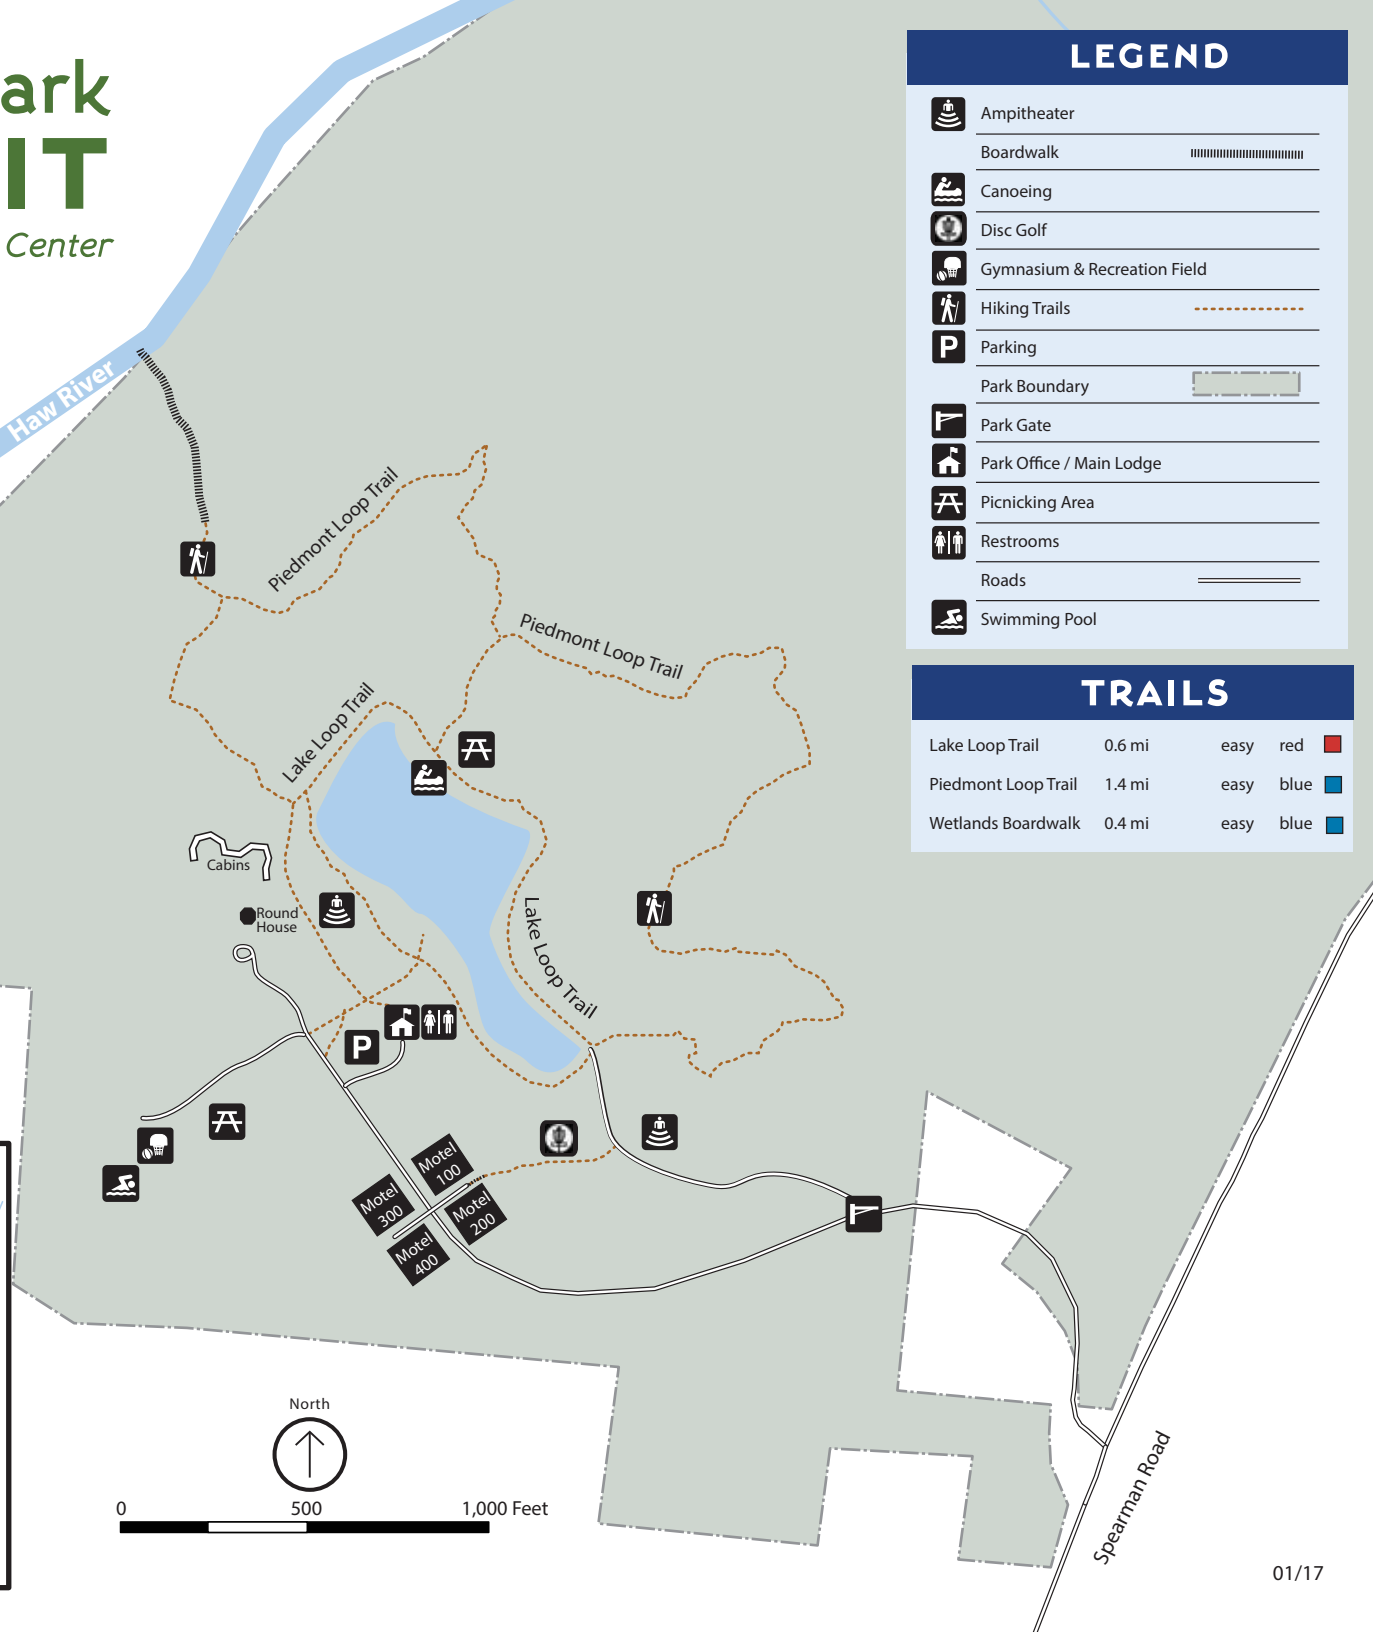 ark
IT
Center
LEGEND
Ampitheater
Boardwalk
Canoeing
Disc Golf
Gymnasium & Recreation Field
Hiking Trails
P Parking
Park Boundary
Park Gate
Park Office / Main Lodge
Picnicking Area
Restrooms
Roads
Swimming Pool
TRAILS
Lake Loop Trail 0.6 mi easy red
Piedmont Loop Trail 1.4 mi easy blue
Wetlands Boardwalk 0.4 mi easy blue
Haw River
Piedmont Loop Trail
Piedmont Loop Trail
Lake Loop Trail
Cabins
Round
House
Lake Loop Trail
P
Motel
100
Motel
300
Motel
200
Motel
400
North
0 500 1,000 Feet
Spearman Road
01/17